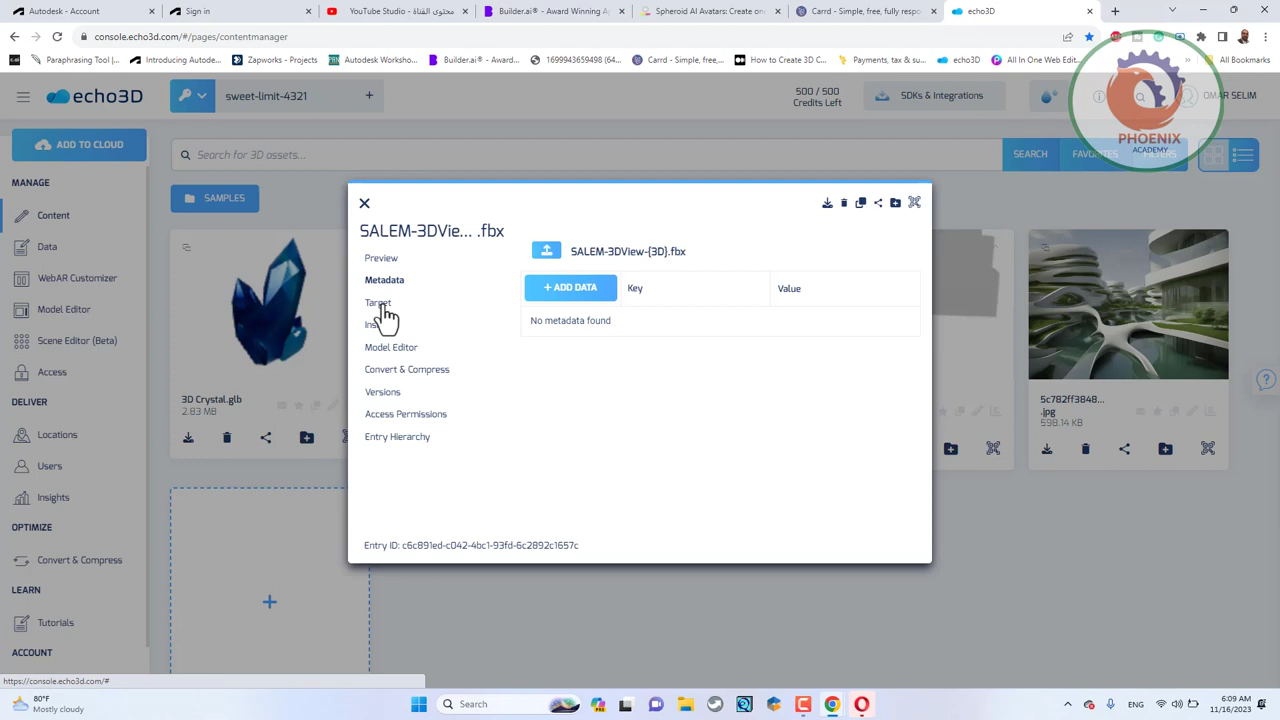 Autodesk - Account
Sign in
YouTube Studio - محتوى القناة
Builder.ai® - Award Winning Ap
Spheroid AI Avatars: Create on
Carrd - Simple, free, fully respo
echo3D
console.echo3D.co/#/pages/contentmanager
Paraphrasing Tool |
Introducing Autode...
Zapworks - Projects
Autodesk Worksho...
Builder.ai® - Award...
1699943659498 (64...
Carrd - Simple, free...
How to Create 3D C...
Payments, tax & su...
echo3D
All In One Web Edit...
All Bookmarks
echo3D
sweet-limit-4321
500 / 500
Credits Left
SDKs & Integrations
OMAR SELIM
PHOENIX
ACADEMY
ADD TO CLOUD
Search for 3D assets...
SEARCH
FAVORITES
FILTERS
MANAGE
Content
Data
WebAR Customizer
Model Editor
Scene Editor (Beta)
Access
DELIVER
Locations
Users
Insights
OPTIMIZE
Convert & Compress
LEARN
Tutorials
ACCOUNT
SAMPLES
3D Crystal.glb
2.83 MB
SALEM-3DVie... .fbx
Preview
Metadata
Target
Model Editor
Convert & Compress
Versions
Access Permissions
Entry Hierarchy
SALEM-3DView-{3D}.fbx
+ ADD DATA
Key
Value
No metadata found
Entry ID: c6c891ed-c042-4bc1-93fd-6c2892c1657c
5c782ff3848...
.jpg
598.14 KB
https://console.echo3D.co/#
80°F
Mostly cloudy
Search
ENG
6:09 AM
11/16/2023